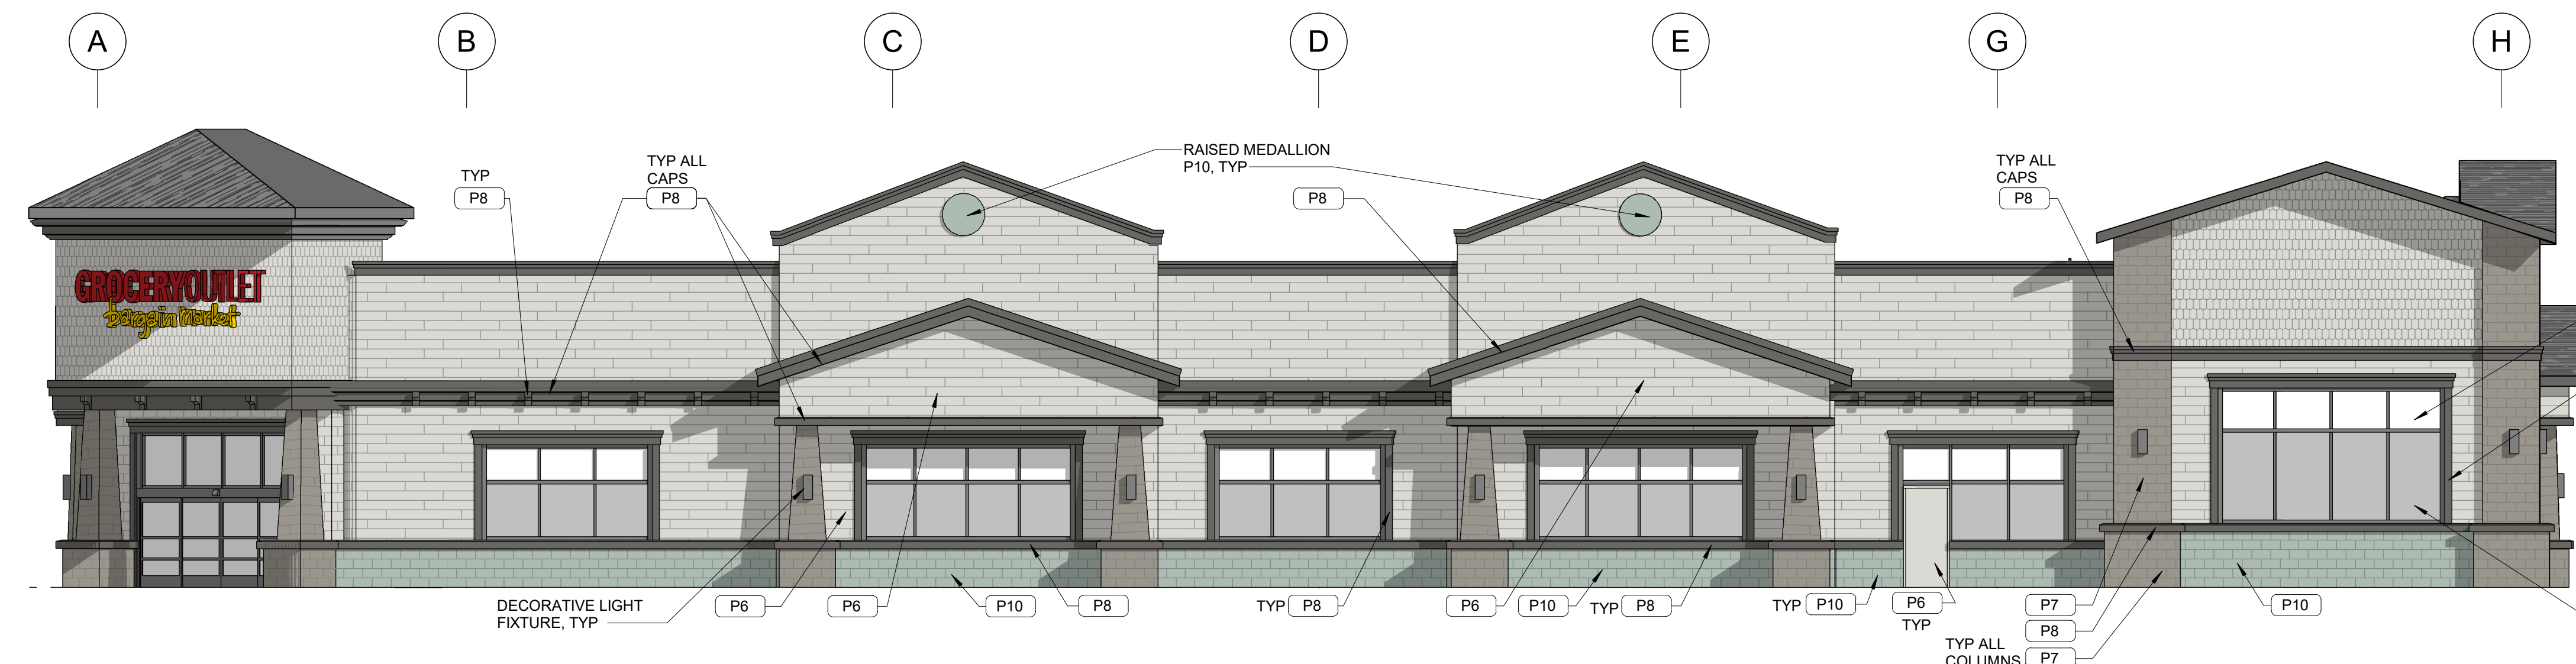 A B C D E G H
RAISED MEDALLION
P10, TYP
TYP
P8
TYP ALL
CAPS
P8
P8
TYP ALL
CAPS
P8
GROCERYOUTLET
bargain market
DECORATIVE LIGHT
FIXTURE, TYP
P6
P6
P10
P8
TYP P8
P6
P10
TYP P8
TYP P10
P6
TYP
P7
P8
TYP ALL
COLUMNS P7
P10